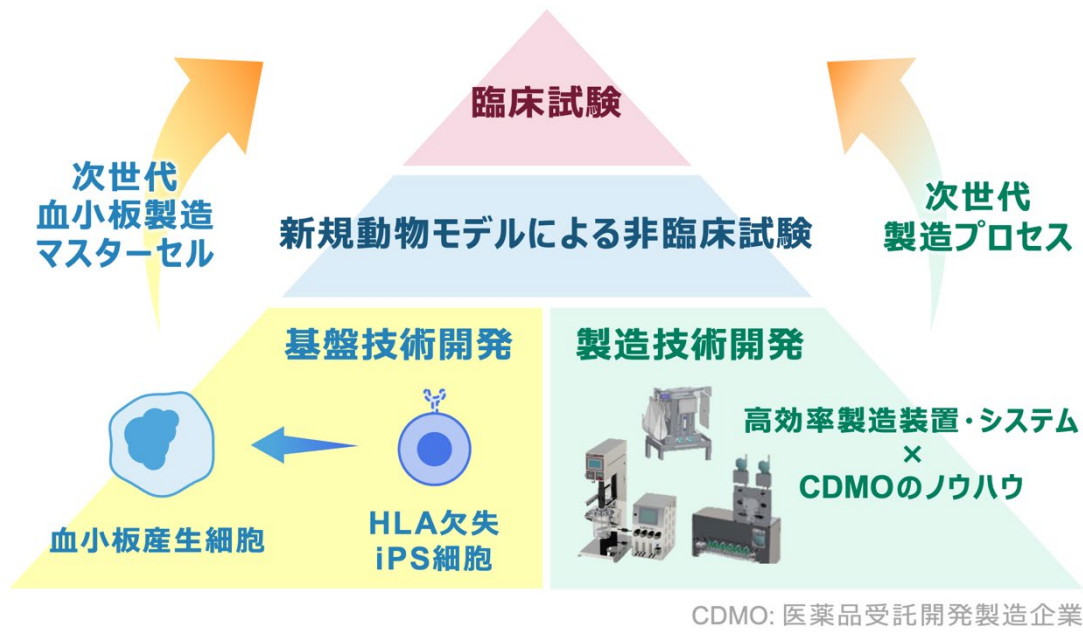 臨床試験
次世代
血小板製造
マスターセル
新規動物モデルによる非臨床試験
次世代
製造プロセス
基盤技術開発
製造技術開発
高効率製造装置・システム
×
CDMOのノウハウ
血小板産生細胞
HLA欠失
iPS細胞
CDMO: 医薬品受託開発製造企業